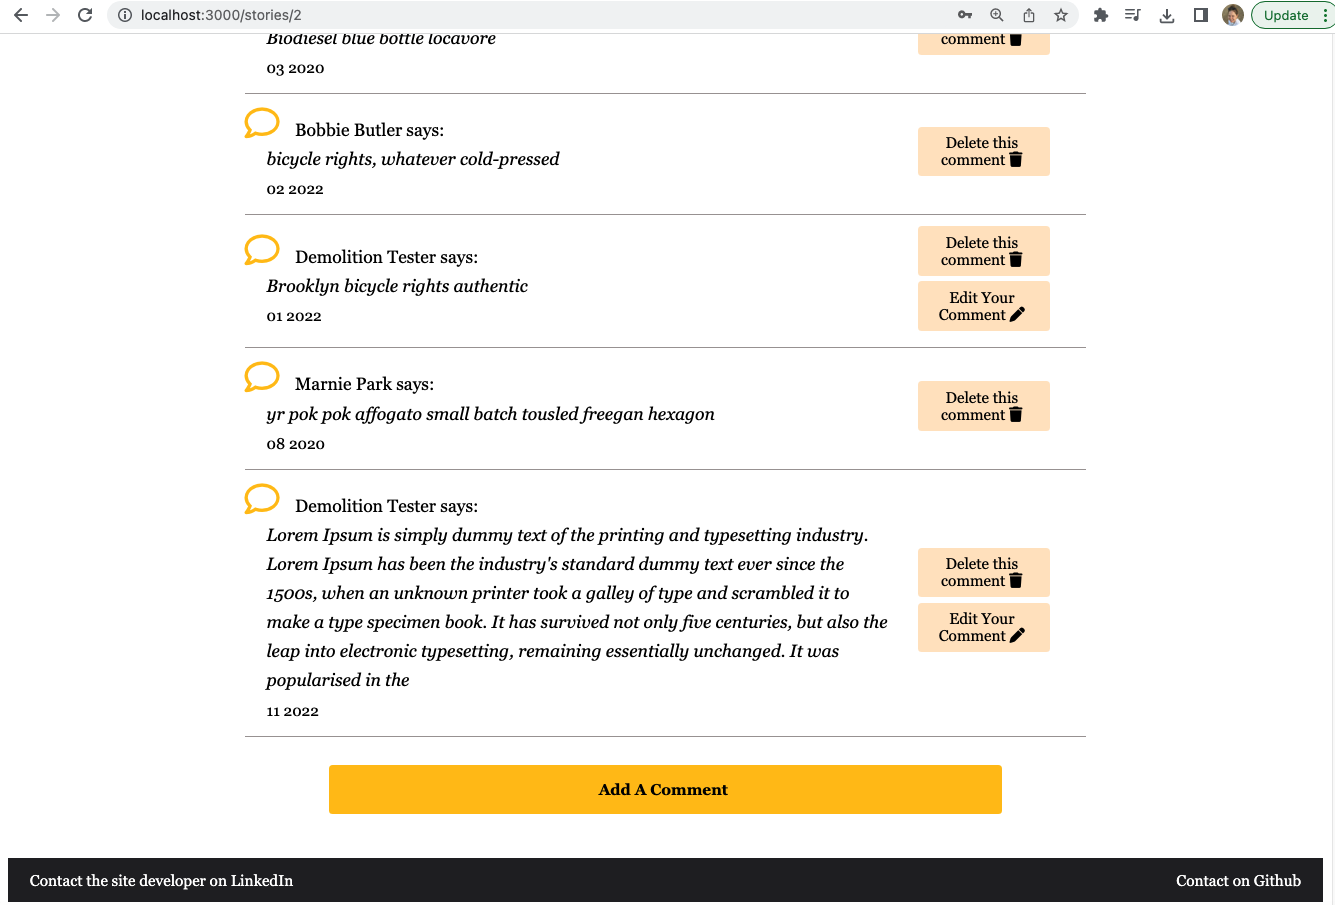 localhost:3000/stories/2
Update
Biodiesel blue bottle locavore
comment
03 2020
Bobbie Butler says:
bicycle rights, whatever cold-pressed
02 2022
Delete this
comment
Demolition Tester says:
Brooklyn bicycle rights authentic
01 2022
Delete this
comment
Edit Your
Comment
Marnie Park says:
yr pok pok affogato small batch tousled freegan hexagon
08 2020
Delete this
comment
Demolition Tester says:
Lorem Ipsum is simply dummy text of the printing and typesetting industry.
Lorem Ipsum has been the industry's standard dummy text ever since the
1500s, when an unknown printer took a galley of type and scrambled it to
make a type specimen book. It has survived not only five centuries, but also the
leap into electronic typesetting, remaining essentially unchanged. It was
popularised in the
11 2022
Delete this
comment
Edit Your
Comment
Add A Comment
Contact the site developer on LinkedIn
Contact on Github